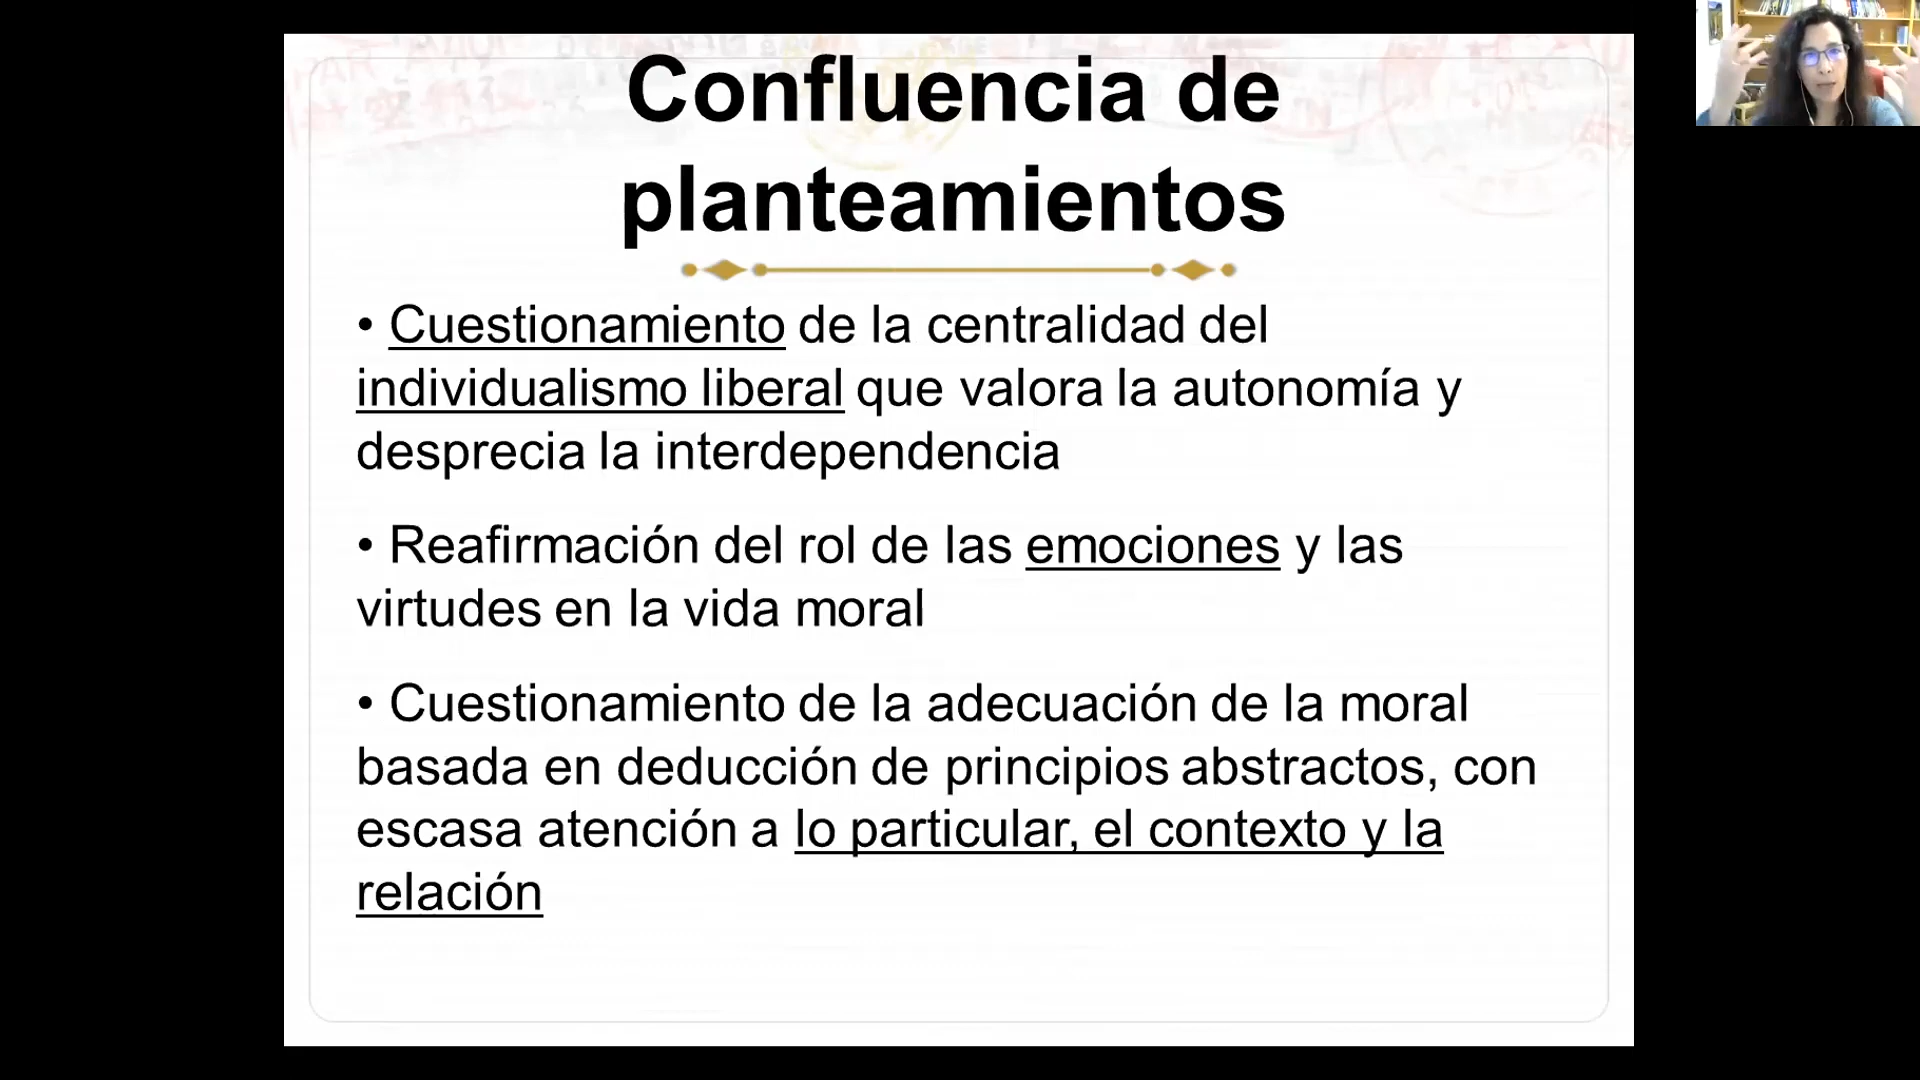 Confluencia de
planteamientos
• Cuestionamiento de la centralidad del
individualismo liberal que valora la autonomía y
desprecia la interdependencia
• Reafirmación del rol de las emociones y las
virtudes en la vida moral
• Cuestionamiento de la adecuación de la moral
basada en deducción de principios abstractos, con
escasa atención a lo particular, el contexto y la
relación